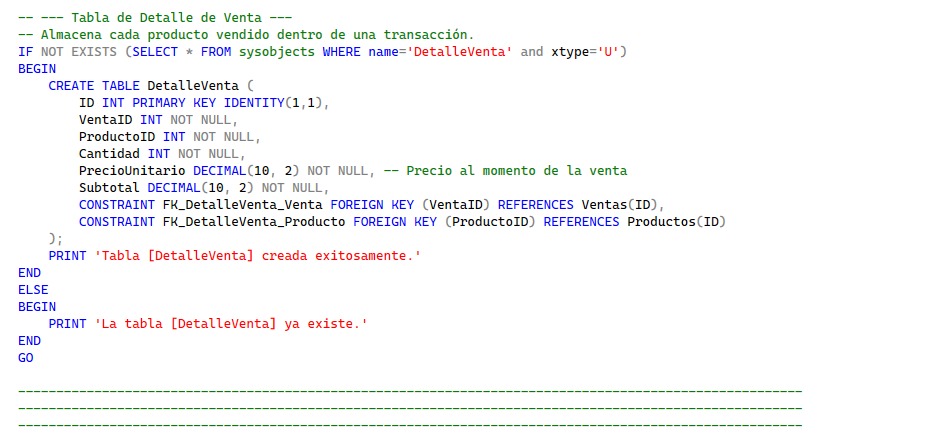 -- --- Tabla de Detalle de Venta ---
-- Almacena cada producto vendido dentro de una transacción.
IF NOT EXISTS (SELECT * FROM sysobjects WHERE name='DetalleVenta' and xtype='U')
BEGIN
    CREATE TABLE DetalleVenta (
        ID INT PRIMARY KEY IDENTITY(1,1),
        VentaID INT NOT NULL,
        ProductoID INT NOT NULL,
        Cantidad INT NOT NULL,
        PrecioUnitario DECIMAL(10, 2) NOT NULL, -- Precio al momento de la venta
        Subtotal DECIMAL(10, 2) NOT NULL,
        CONSTRAINT FK_DetalleVenta_Venta FOREIGN KEY (VentaID) REFERENCES Ventas(ID),
        CONSTRAINT FK_DetalleVenta_Producto FOREIGN KEY (ProductoID) REFERENCES Productos(ID)
    );
    PRINT 'Tabla [DetalleVenta] creada exitosamente.'
END
ELSE
BEGIN
    PRINT 'La tabla [DetalleVenta] ya existe.'
END
GO
-------------------------------------------------------------------------------------------------------
-------------------------------------------------------------------------------------------------------
-------------------------------------------------------------------------------------------------------